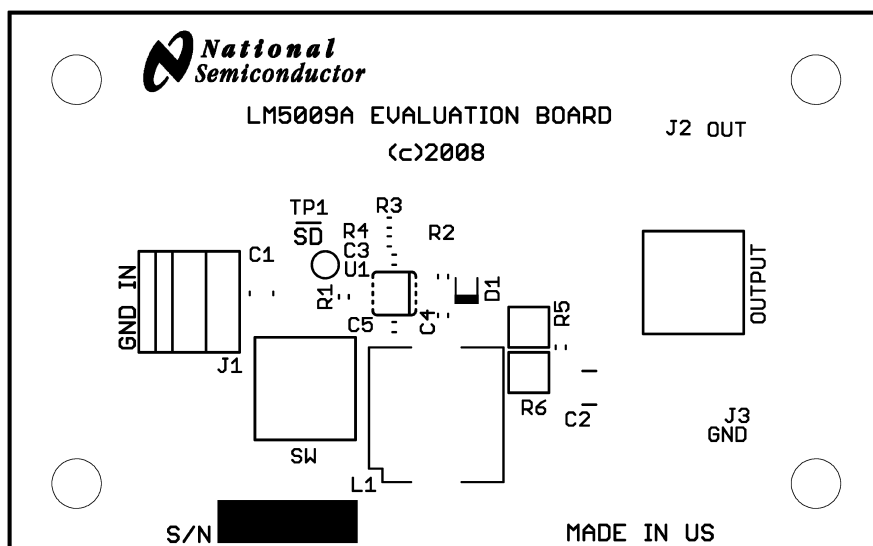 National
Semiconductor
LM5009A EVALUATION BOARD
(c)2008
J2 OUT
TP1
SD
R3
R4
C3
U1
R2
C1
GND IN
R1
D1
C5
C4
R5
OUTPUT
J1
R6
C2
J3
GND
SW
L1
S/N
MADE IN US